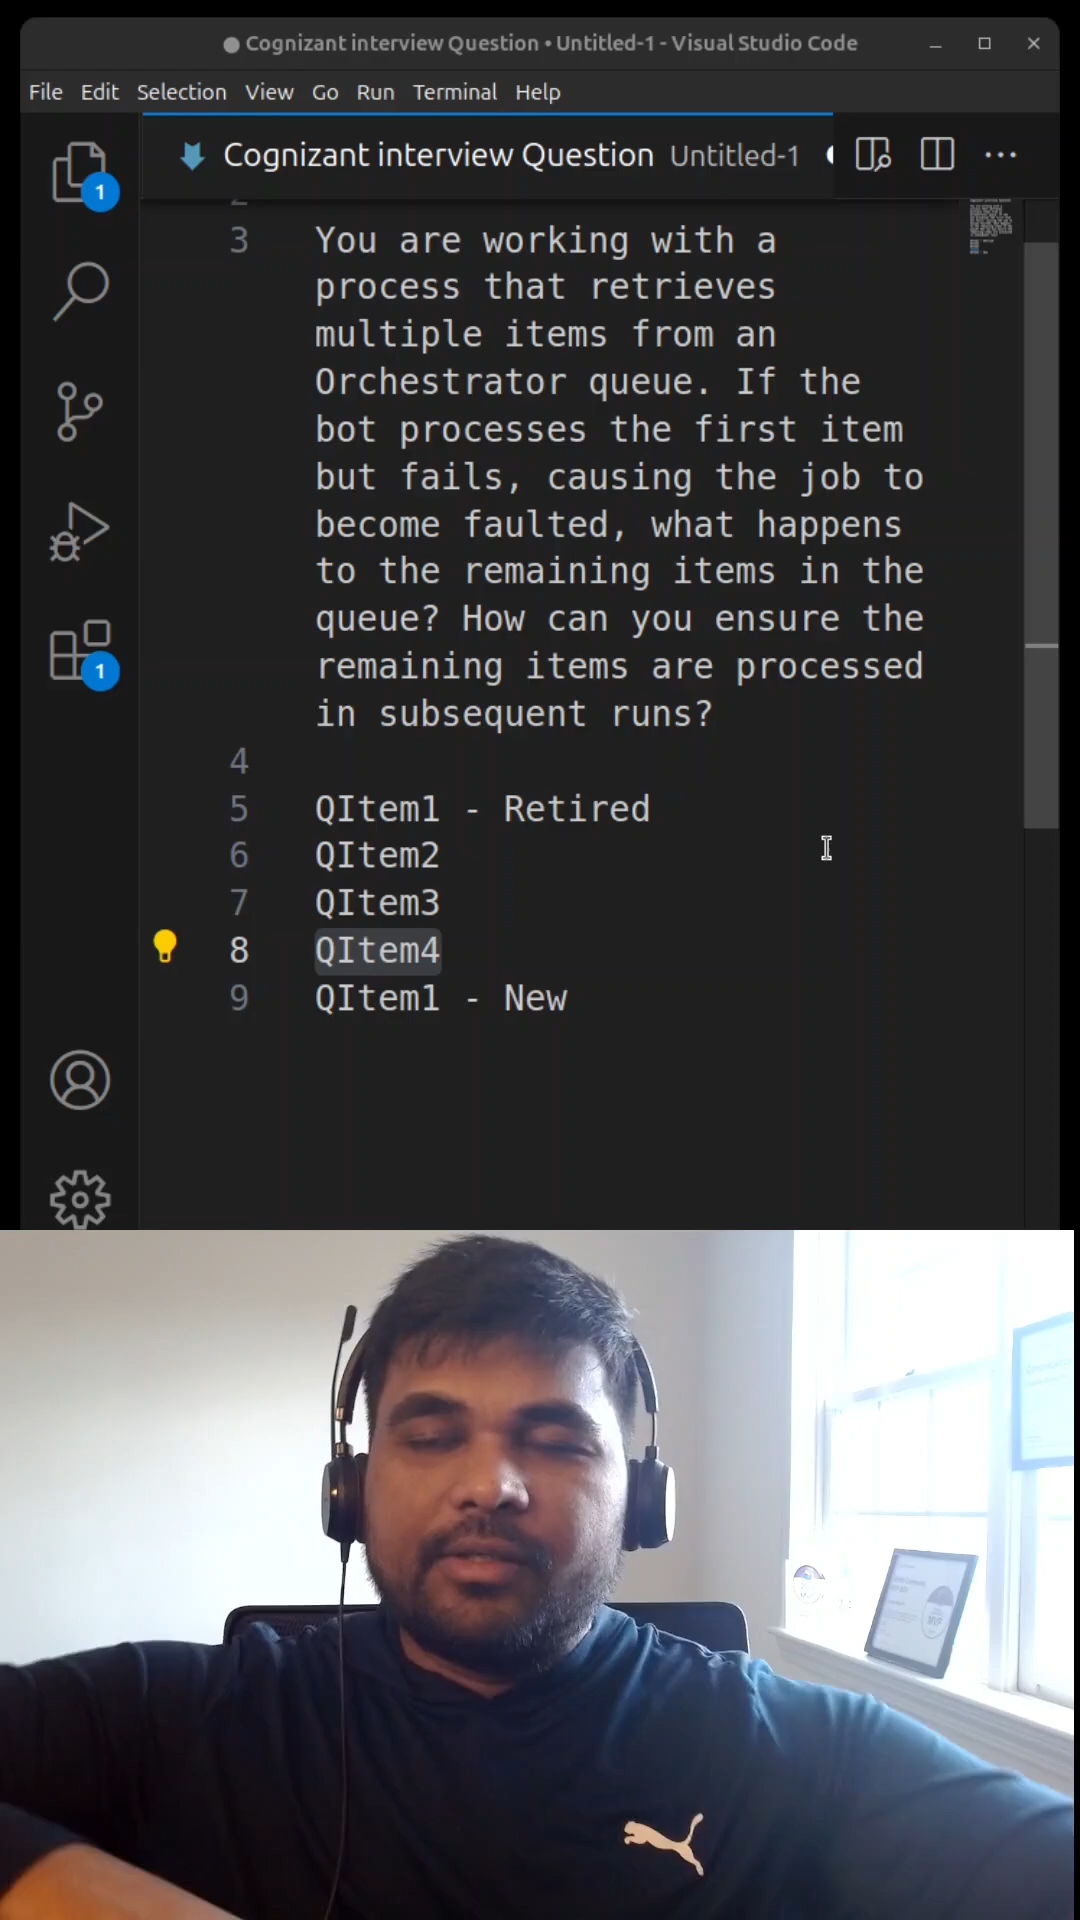 Cognizant interview Question • Untitled-1 - Visual Studio Code
File Edit Selection View Go Run Terminal Help
Cognizant interview Question Untitled-1
3 You are working with a
process that retrieves
multiple items from an
Orchestrator queue. If the
bot processes the first item
but fails, causing the job to
become faulted, what happens
to the remaining items in the
queue? How can you ensure the
remaining items are processed
in subsequent runs?
4
5 QItem1 - Retired
6 QItem2
7 QItem3
8 QItem4
9 QItem1 - New
1
1